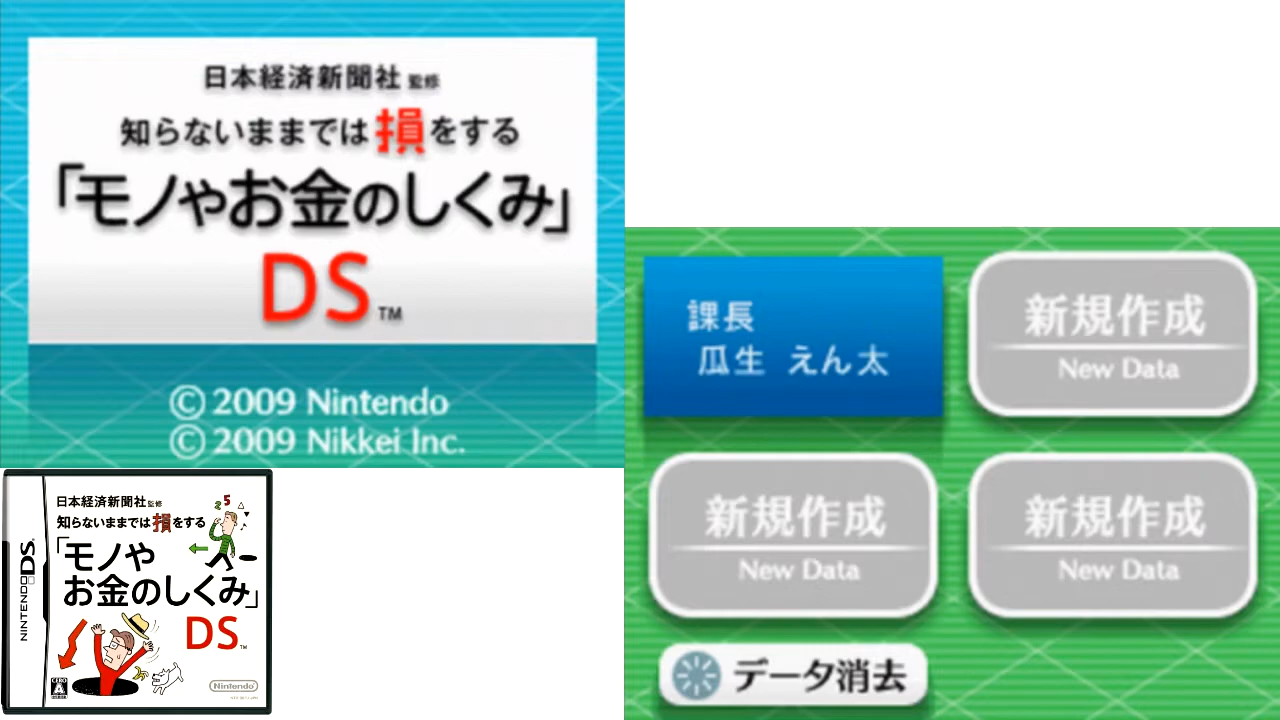 日本経済新聞社 監修
知らないままでは損をする
「モノやお金のしくみ」
DS™
© 2009 Nintendo
© 2009 Nikkei Inc.
課長
瓜生 えん太
新規作成
New Data
新規作成
New Data
新規作成
New Data
データ消去
NINTENDO DS
日本経済新聞社 監修
知らないままでは損をする
「モノや
お金のしくみ」
DS™
2 5
CERO
A
Nintendo